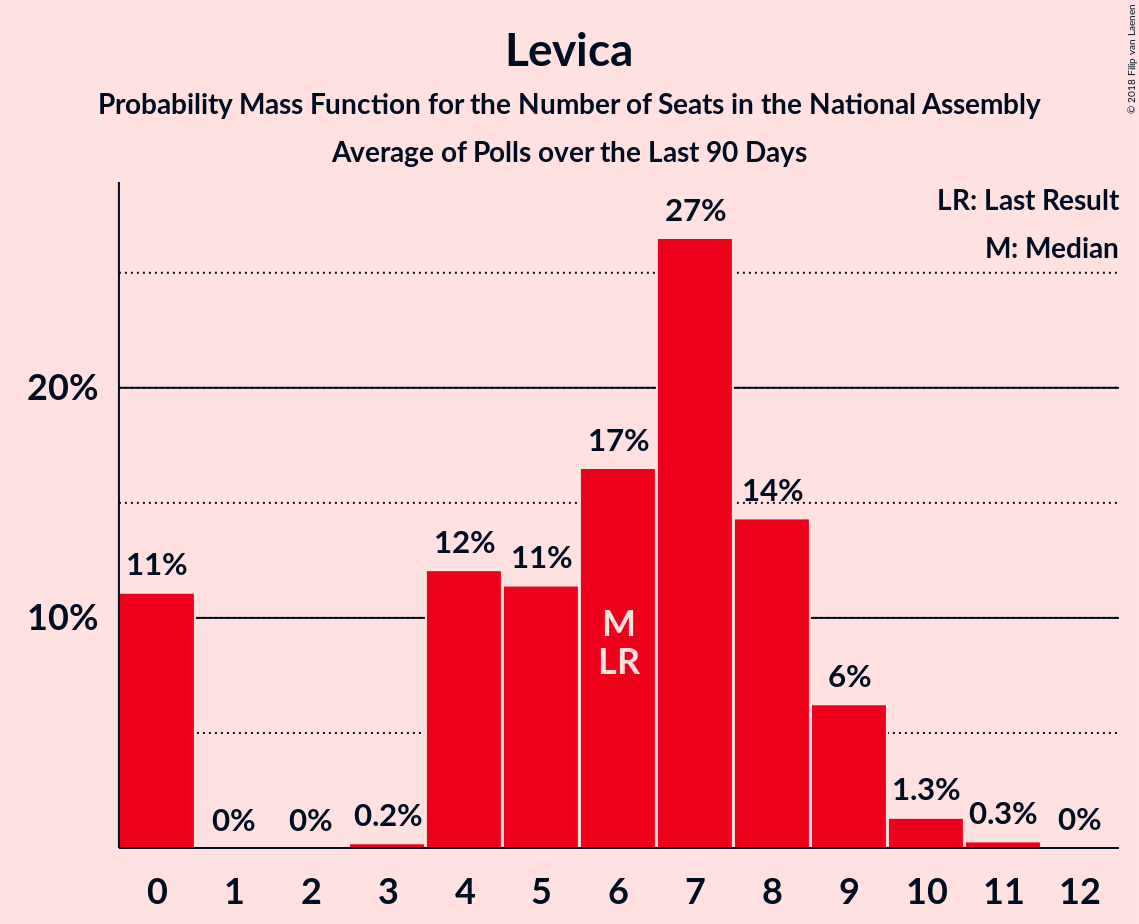 Levica
Probability Mass Function for the Number of Seats in the National Assembly
Average of Polls over the Last 90 Days
© 2018 Filip van Laenen
LR: Last Result
M: Median
20%
10%
11%
0%
0%
0.2%
12%
11%
17%
27%
14%
6%
1.3%
0.3%
0%
M
LR
0 1 2 3 4 5 6 7 8 9 10 11 12